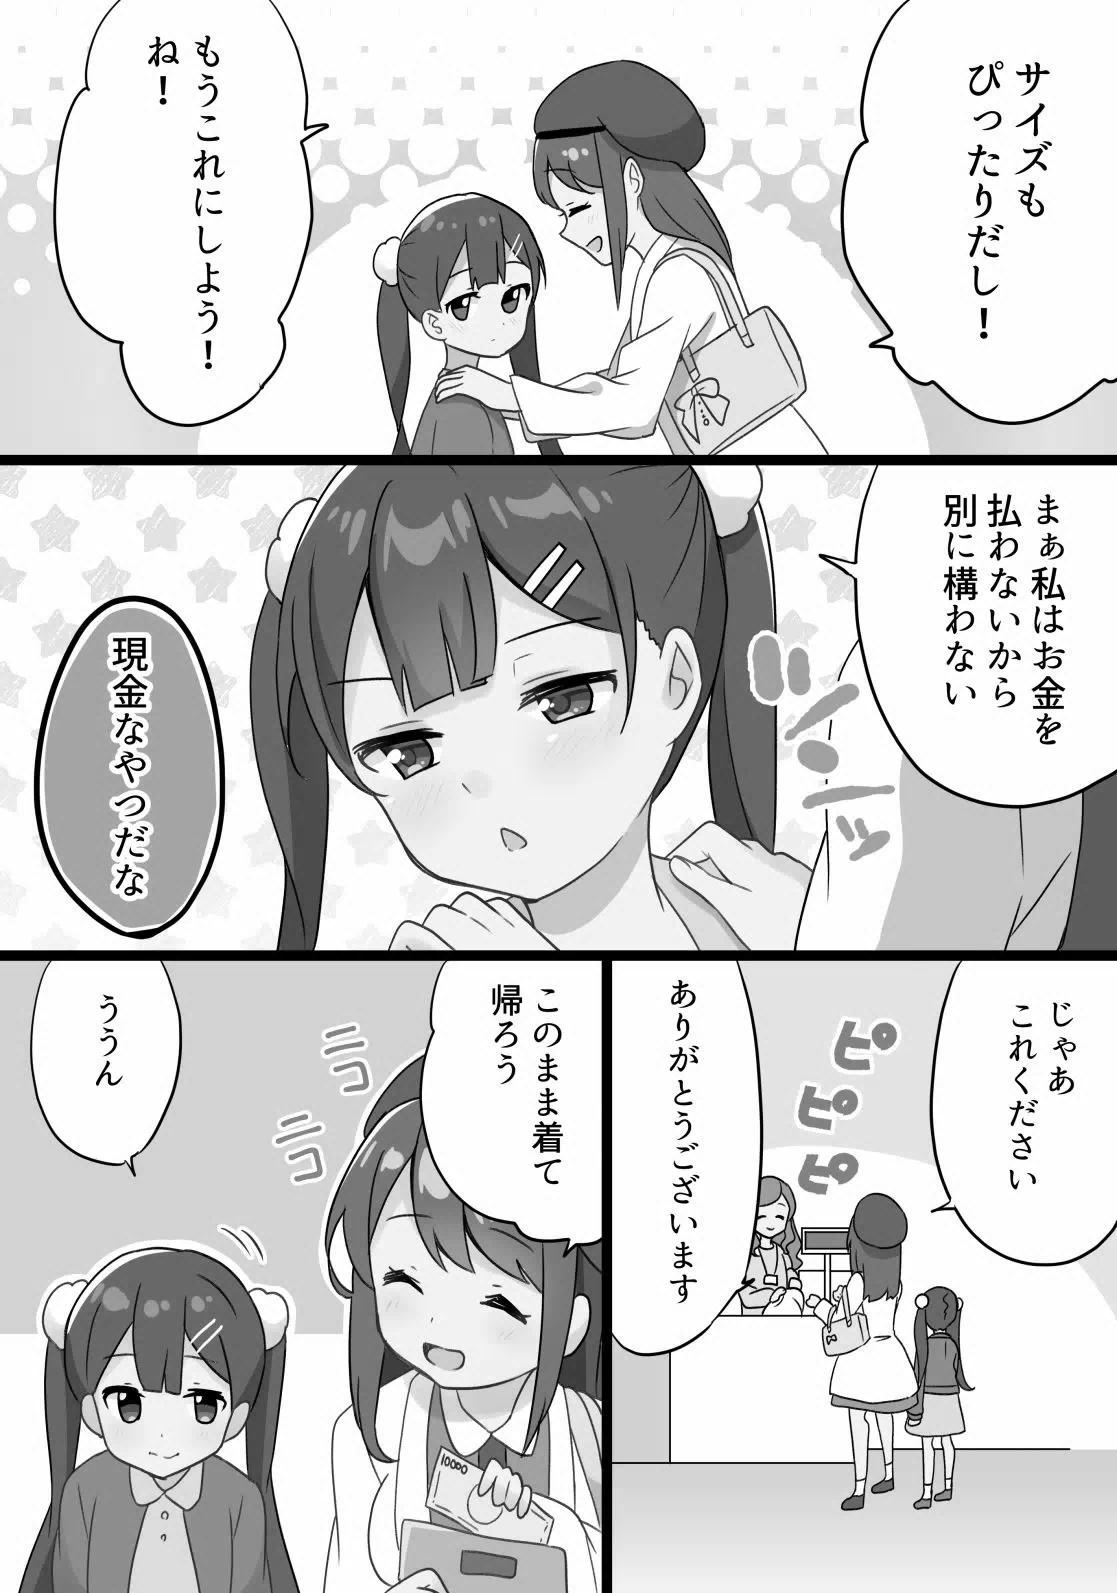 サイズも
ぴったりだし！
もうこれにしよう！
ね！
まぁ私はお金を
払わないから
別に構わない
現金なやつだな
じゃあ
これください
ピ
ピ
ピ
ありがとうございます
このまま着て
帰ろう
ニコ
ニコ
10000
ううん